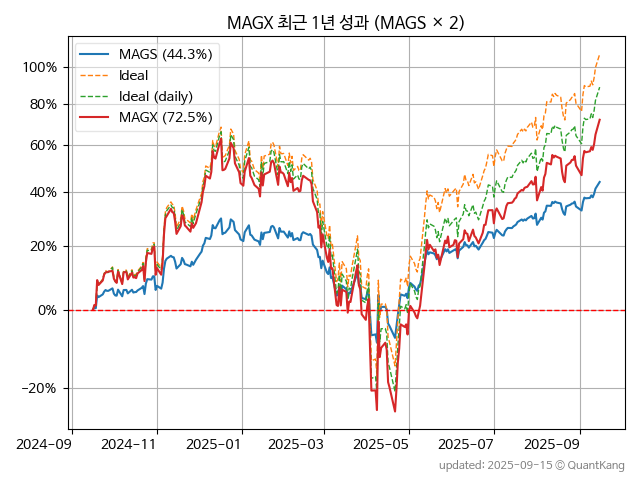 MAGX 최근 1년 성과 (MAGS × 2)
MAGS (44.3%)
Ideal
Ideal (daily)
MAGX (72.5%)
100%
80%
60%
40%
20%
0%
−20%
2024-09
2024-11
2025-01
2025-03
2025-05
2025-07
2025-09
updated: 2025-09-15 ⓒ QuantKang